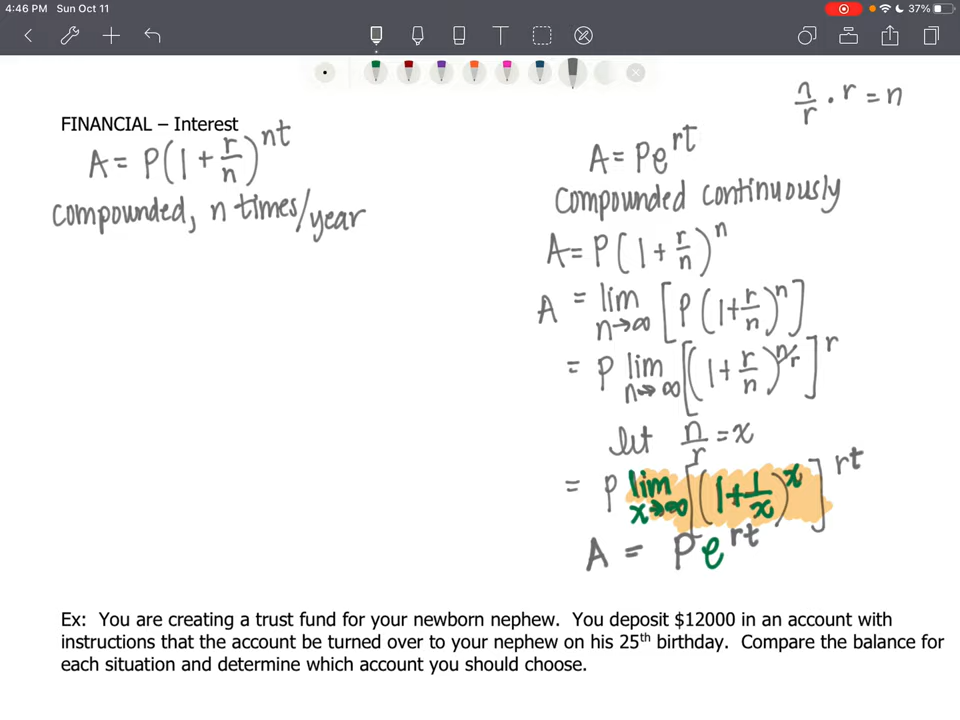 4:46 PM Sun Oct 11
37%
T
n/r · r = n
FINANCIAL – Interest
A = P(1 + r/n)^nt
compounded, n times/year
A = Pe^rt
Compounded continuously
A = P(1 + r/n)^n
A = lim n→∞ [P(1 + r/n)^n]
= P lim n→∞ [(1 + r/n)^n/r]^r
let n/r = x
= P lim x→∞ [(1 + 1/x)^x]^rt
A = Pe^rt
Ex: You are creating a trust fund for your newborn nephew. You deposit $12000 in an account with
instructions that the account be turned over to your nephew on his 25th birthday. Compare the balance for
each situation and determine which account you should choose.